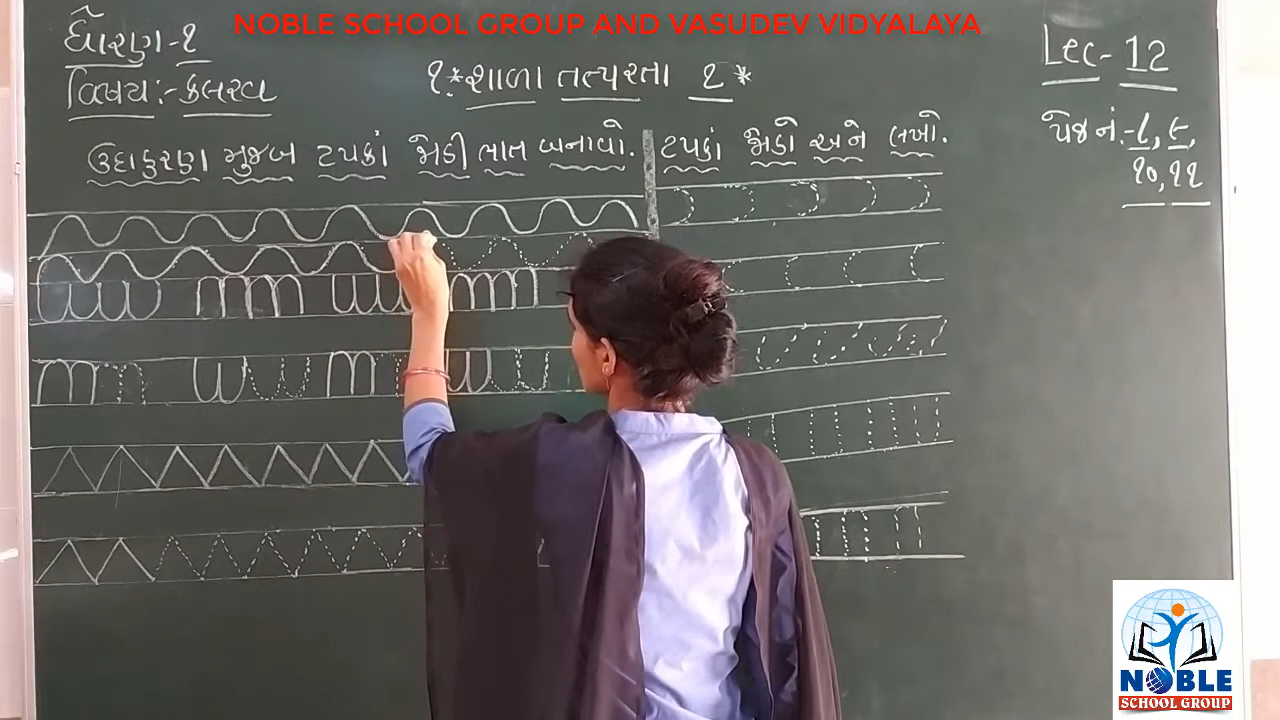 NOBLE SCHOOL GROUP AND VASUDEV VIDYALAYA
ધોરણ-૧
વિષય:-કલરવ
૧*શાળા તત્પરતા ૧*
Lec-12
પેજ નં.-૮,૯,
૧૦,૧૧
ઉદાહરણ મુજબ ટપકાં જોડી ભાત બનાવો.
ટપકાં જોડો અને લખો.
NOBLE
SCHOOL GROUP